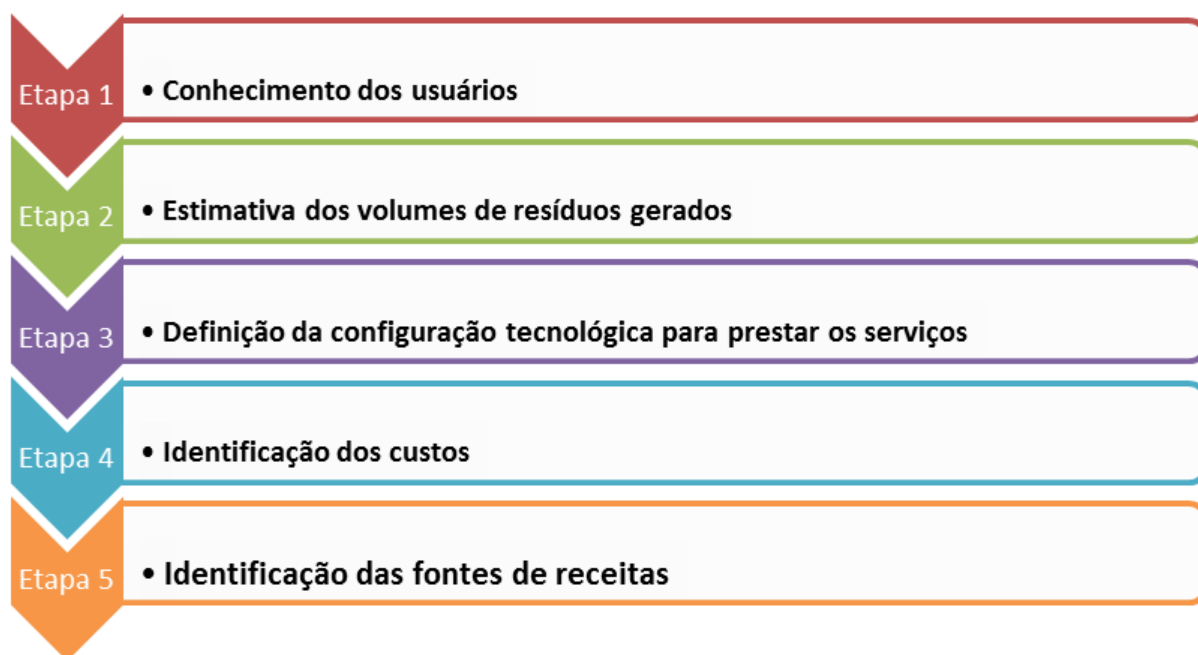 Etapa 1
• Conhecimento dos usuários
Etapa 2
• Estimativa dos volumes de resíduos gerados
Etapa 3
• Definição da configuração tecnológica para prestar os serviços
Etapa 4
• Identificação dos custos
Etapa 5
• Identificação das fontes de receitas